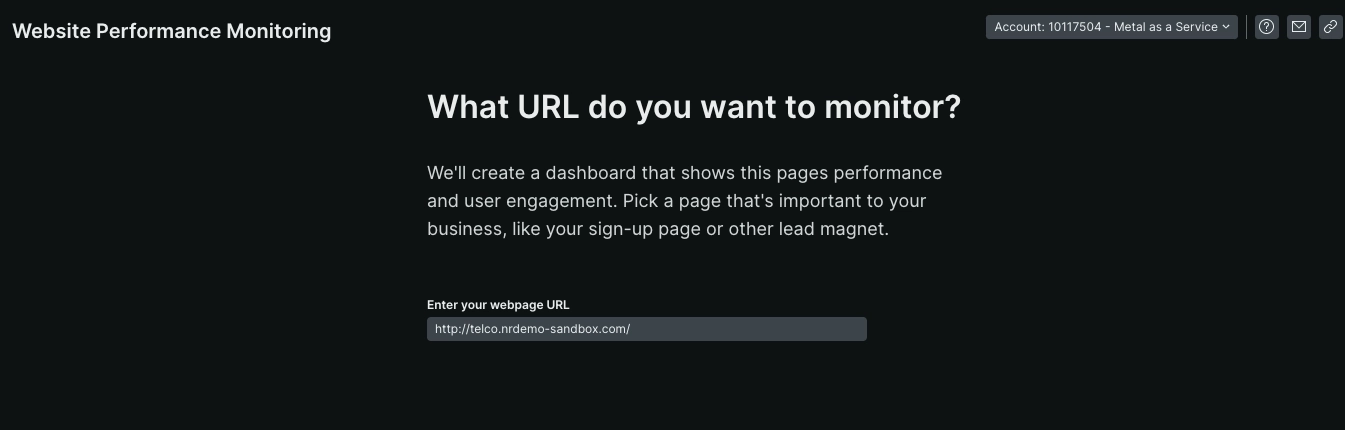 Website Performance Monitoring
Account: 10117504 - Metal as a Service
What URL do you want to monitor?
We'll create a dashboard that shows this pages performance
and user engagement. Pick a page that's important to your
business, like your sign-up page or other lead magnet.
Enter your webpage URL
http://telco.nrdemo-sandbox.com/